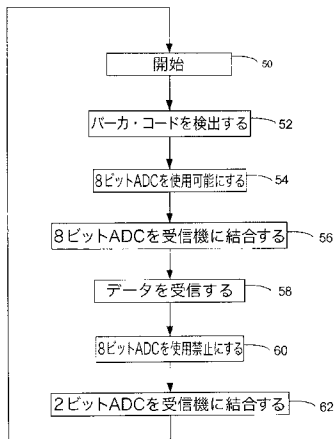 開始
50
バーカ・コードを検出する
52
8ビットADCを使用可能にする
54
8ビットADCを受信機に結合する
56
データを受信する
58
8ビットADCを使用禁止にする
60
2ビットADCを受信機に結合する
62